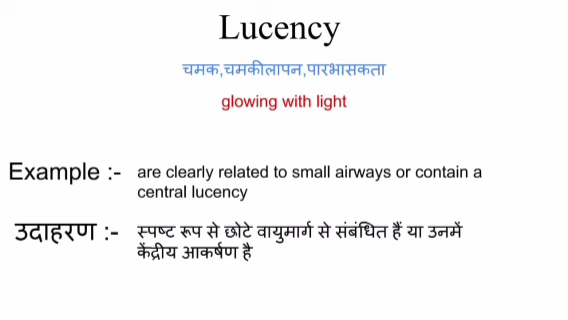 Lucency
चमक,चमकीलापन,पारभासकता
glowing with light
Example :- are clearly related to small airways or contain a
central lucency
उदाहरण :- स्पष्ट रूप से छोटे वायुमार्ग से संबंधित हैं या उनमें
केंद्रीय आकर्षण है